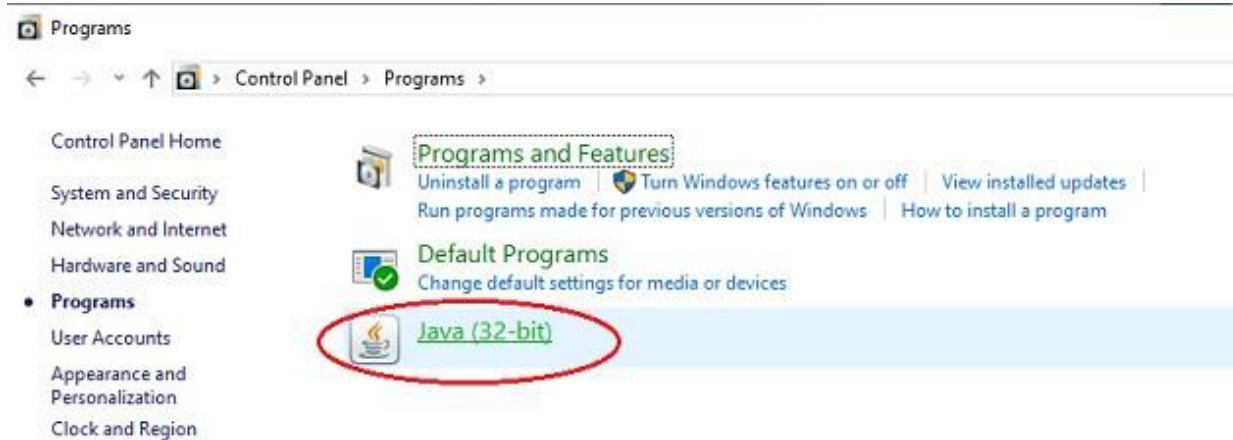 Programs
Control Panel > Programs >
Control Panel Home
System and Security
Network and Internet
Hardware and Sound
Programs
User Accounts
Appearance and
Personalization
Clock and Region
Programs and Features
Uninstall a program | Turn Windows features on or off | View installed updates |
Run programs made for previous versions of Windows | How to install a program
Default Programs
Change default settings for media or devices
Java (32-bit)